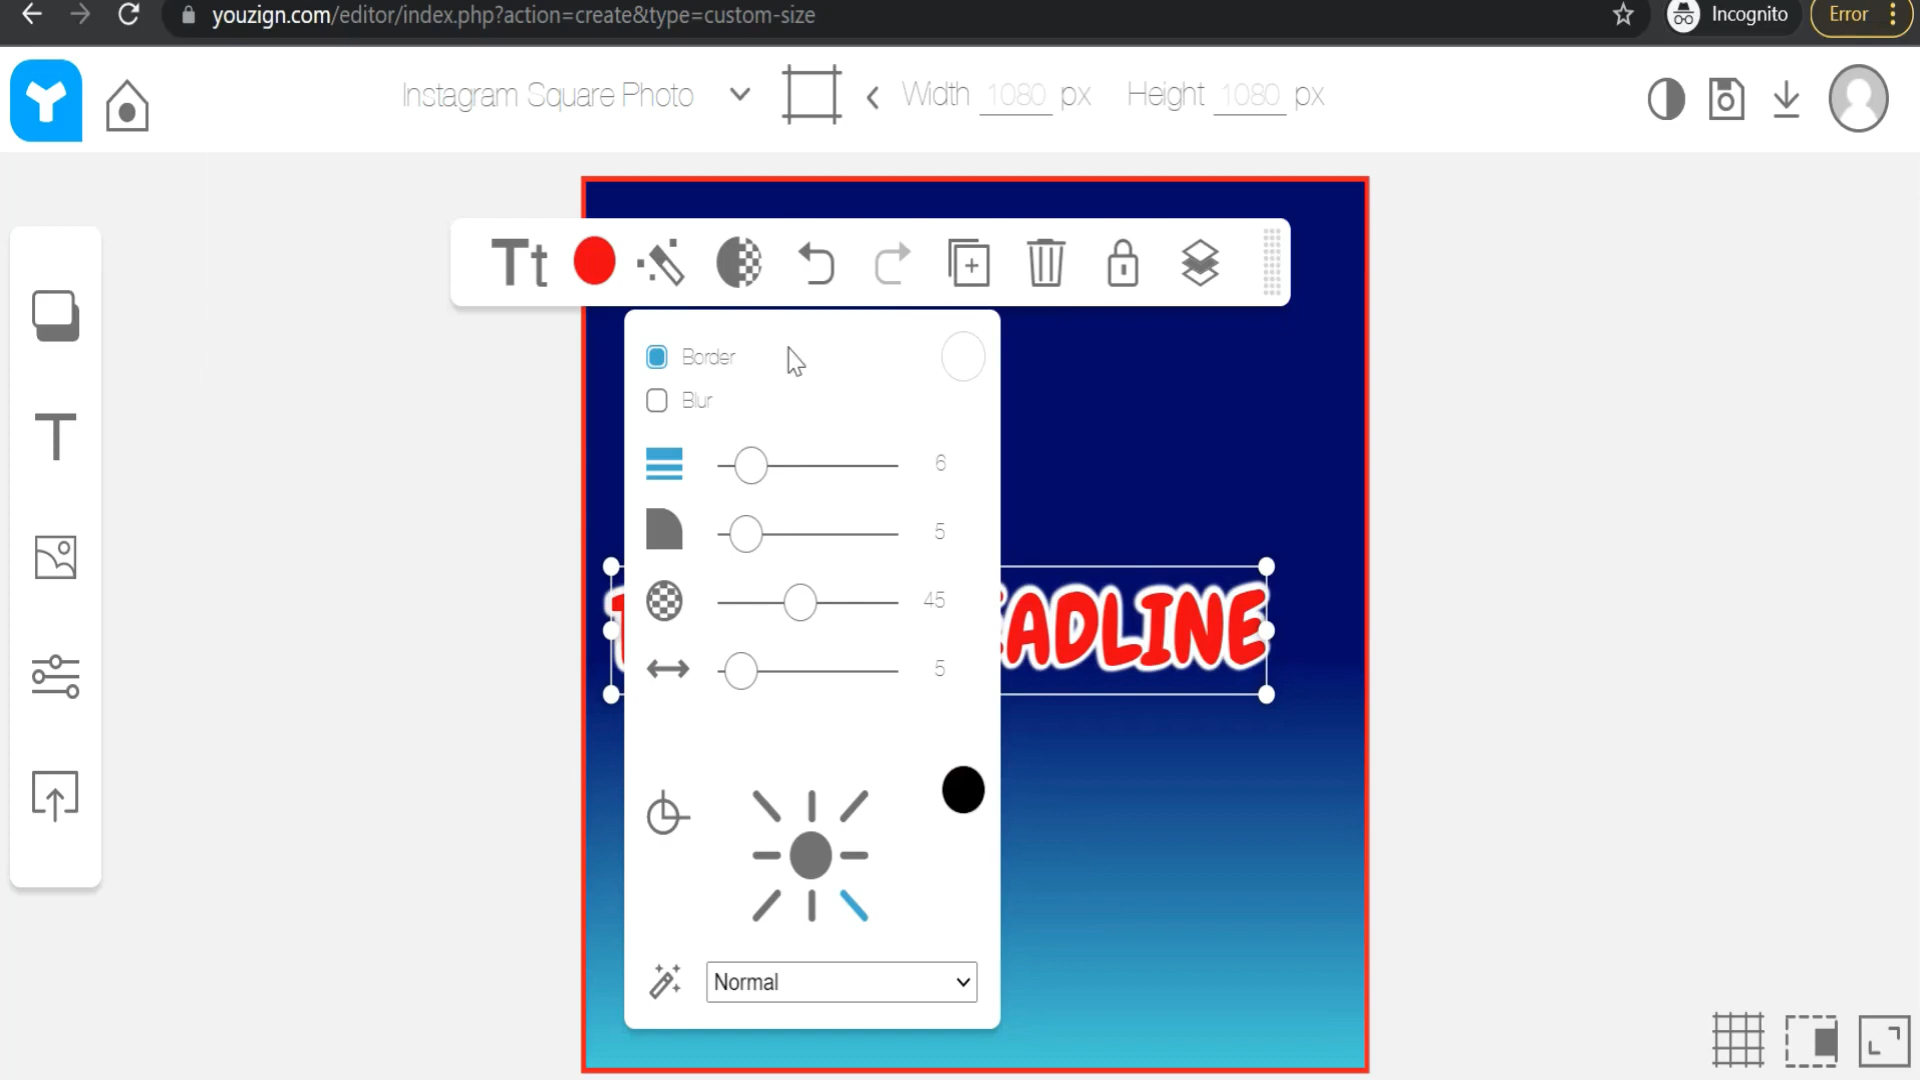 youzign.com/editor/index.php?action=create&type=custom-size
Incognito
Error
Instagram Square Photo
Width 1080 px
Height 1080 px
Tt
Border
Blur
6
5
45
5
EADLINE
T
Normal